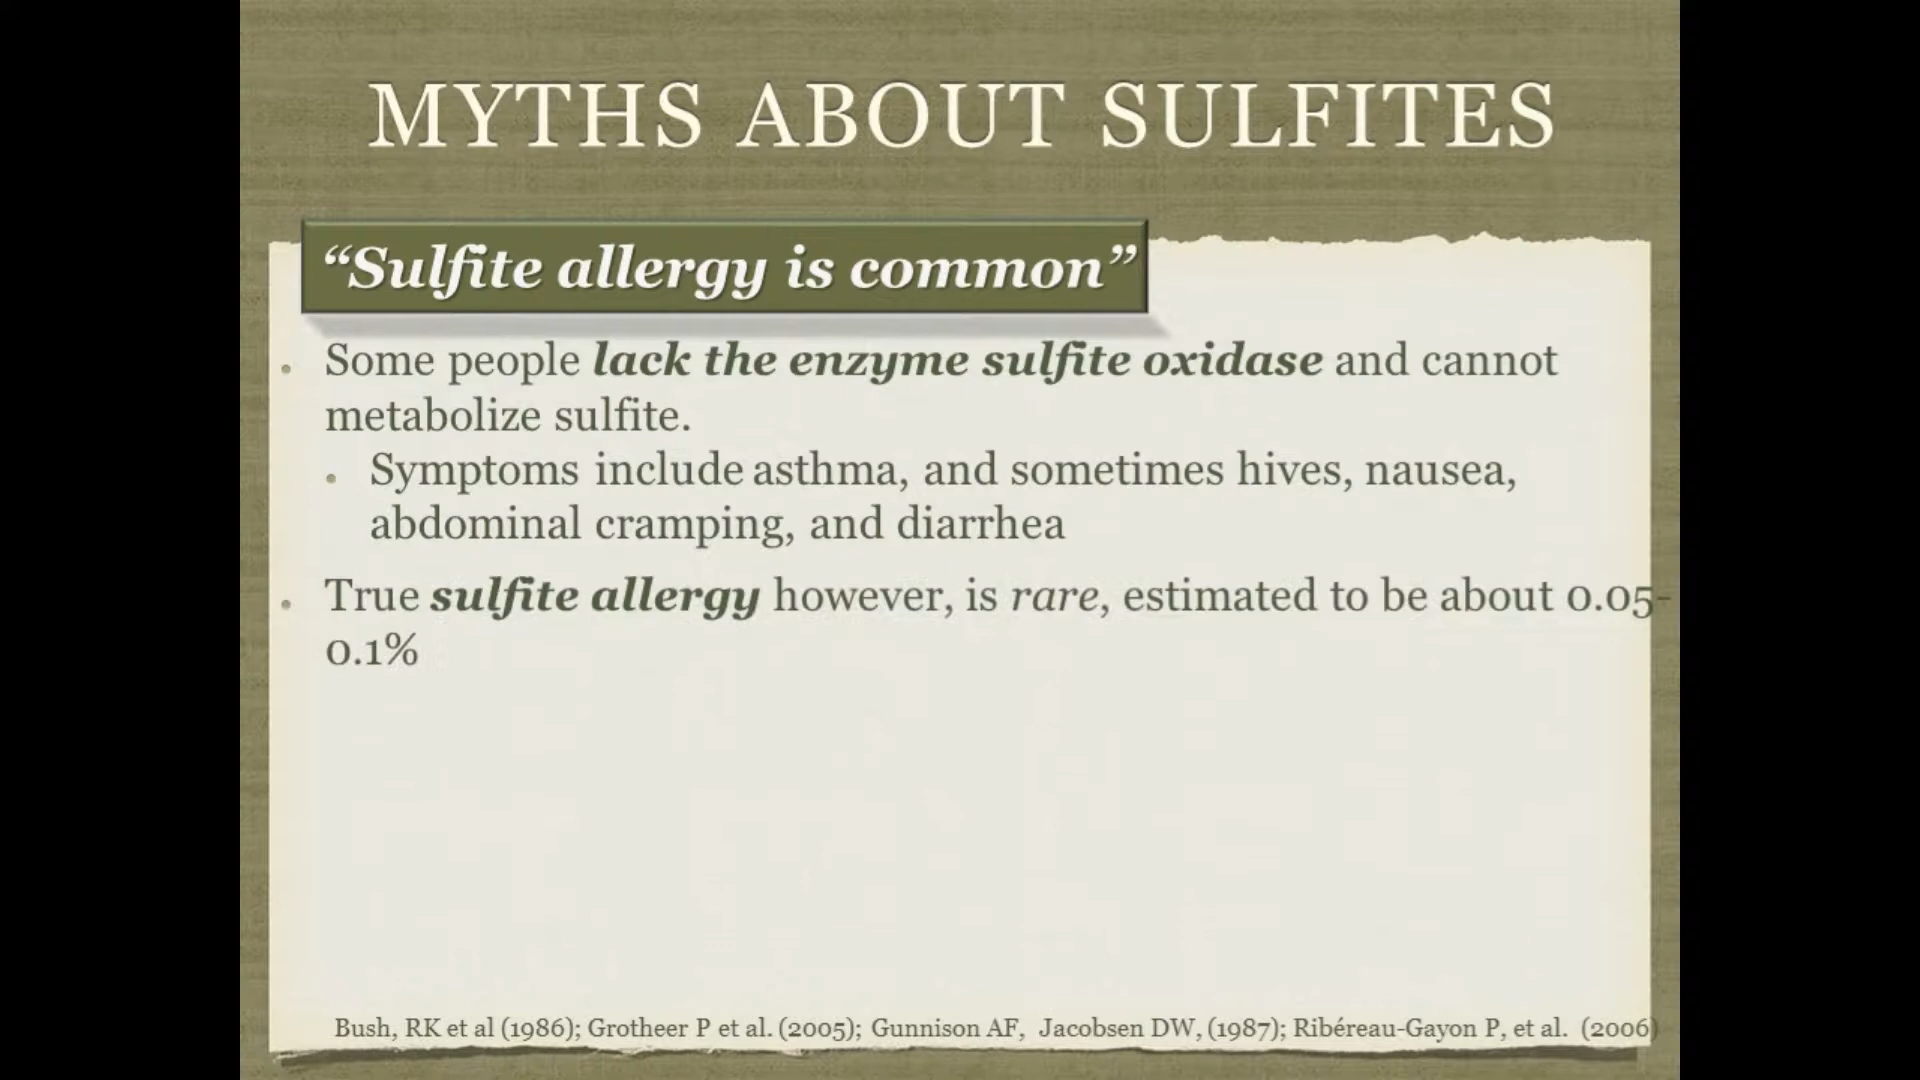 MYTHS ABOUT SULFITES
“Sulfite allergy is common”
Some people lack the enzyme sulfite oxidase and cannot
metabolize sulfite.
Symptoms include asthma, and sometimes hives, nausea,
abdominal cramping, and diarrhea
True sulfite allergy however, is rare, estimated to be about 0.05-
0.1%
Bush, RK et al (1986); Grotheer P et al. (2005); Gunnison AF, Jacobsen DW, (1987); Ribéreau-Gayon P, et al. (2006)